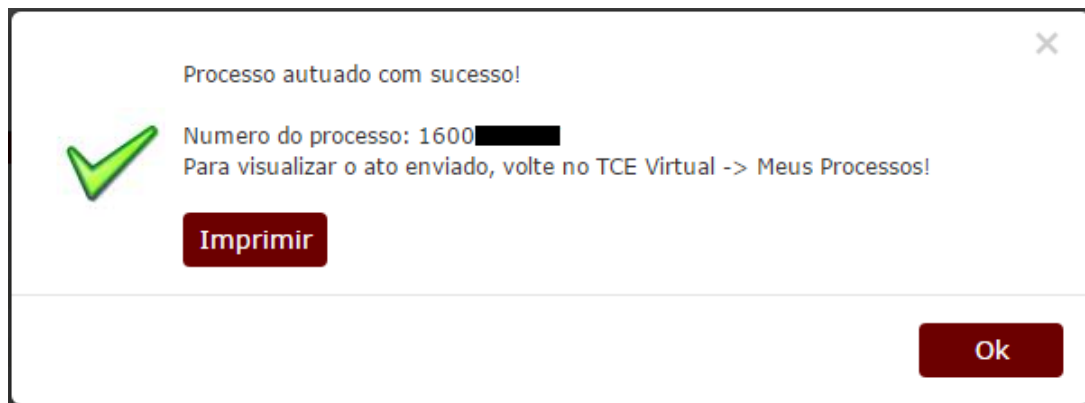 Processo autuado com sucesso!
Numero do processo: 1600
Para visualizar o ato enviado, volte no TCE Virtual -> Meus Processos!
Imprimir
Ok